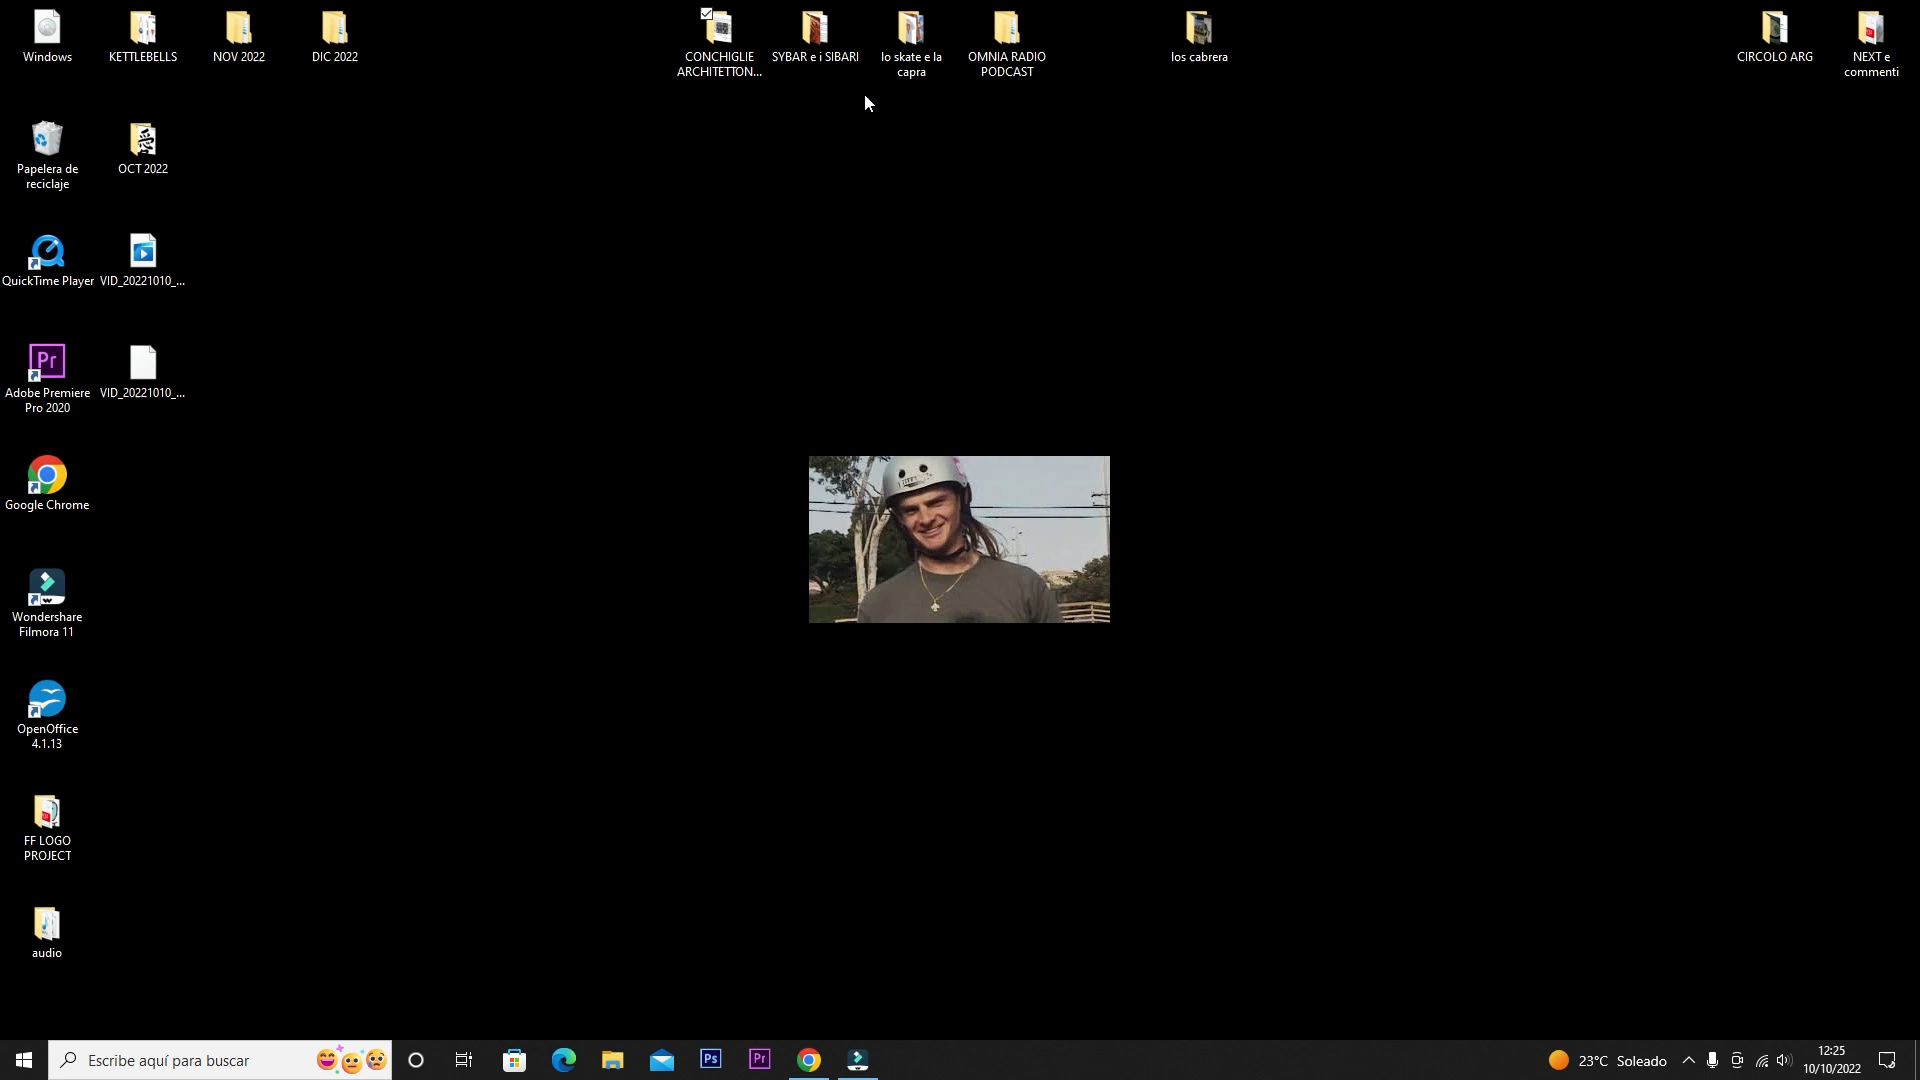 Windows
KETTLEBELLS
NOV 2022
DIC 2022
CONCHIGLIE
ARCHITETTON...
SYBAR e i SIBARI
lo skate e la
capra
OMNIA RADIO
PODCAST
los cabrera
CIRCOLO ARG
NEXT e
commenti
Papelera de
reciclaje
OCT 2022
QuickTime Player
VID_20221010_...
Pr
Adobe Premiere
Pro 2020
VID_20221010_...
Google Chrome
Wondershare
Filmora 11
OpenOffice
4.1.13
FF LOGO
PROJECT
audio
Escribe aquí para buscar
Ps
Pr
23°C Soleado
12:25
10/10/2022